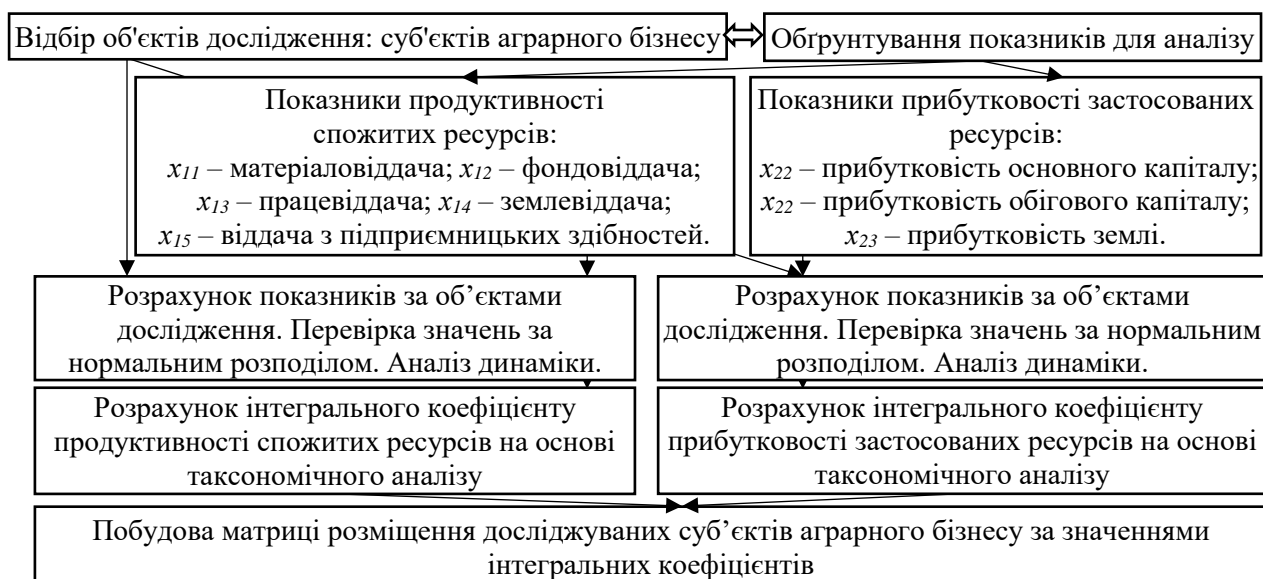 Відбір об'єктів дослідження: суб'єктів аграрного бізнесу
Обґрунтування показників для аналізу
Показники продуктивності
спожитих ресурсів:
x11 – матеріаловіддача; x12 – фондовіддача;
x13 – працевіддача; x14 – землевіддача;
x15 – віддача з підприємницьких здібностей.
Показники прибутковості застосованих
ресурсів:
x22 – прибутковість основного капіталу;
x22 – прибутковість обігового капіталу;
x23 – прибутковість землі.
Розрахунок показників за об’єктами
дослідження. Перевірка значень за
нормальним розподілом. Аналіз динаміки.
Розрахунок показників за об’єктами
дослідження. Перевірка значень за нормальним
розподілом. Аналіз динаміки.
Розрахунок інтегрального коефіцієнту
продуктивності спожитих ресурсів на основі
таксономічного аналізу
Розрахунок інтегрального коефіцієнту
прибутковості застосованих ресурсів на основі
таксономічного аналізу
Побудова матриці розміщення досліджуваних суб’єктів аграрного бізнесу за значеннями
інтегральних коефіцієнтів